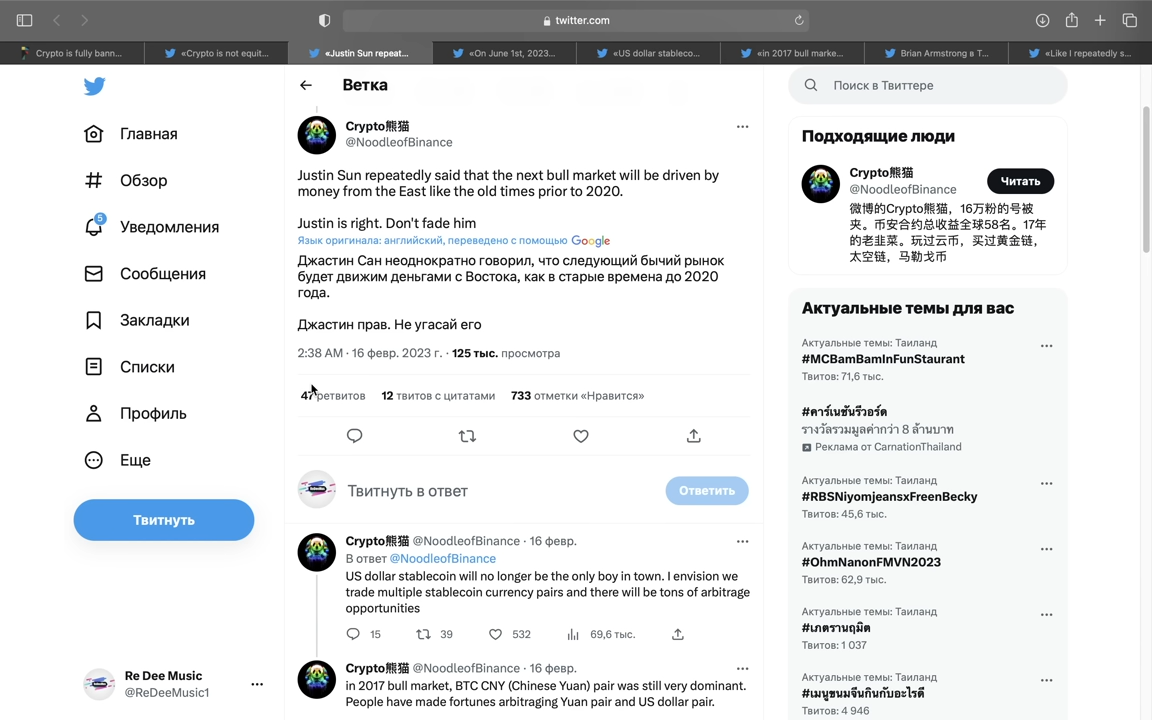 twitter.com
Crypto is fully bann...
«Crypto is not equit...
«Justin Sun repeat...
«On June 1st, 2023...
«US dollar stableco...
«in 2017 bull marke...
Brian Armstrong в T...
«Like I repeatedly s...
Главная
Обзор
5
Уведомления
Сообщения
Закладки
Списки
Профиль
Еще
Твитнуть
Re Dee Music
@ReDeeMusic1
Ветка
Crypto熊猫
@NoodleofBinance
Justin Sun repeatedly said that the next bull market will be driven by
money from the East like the old times prior to 2020.
Justin is right. Don't fade him
Язык оригинала: английский, переведено с помощью Google
Джастин Сан неоднократно говорил, что следующий бычий рынок
будет движим деньгами с Востока, как в старые времена до 2020
года.
Джастин прав. Не угасай его
2:38 AM · 16 февр. 2023 г. · 125 тыс. просмотра
47 ретвитов 12 твитов с цитатами 733 отметки «Нравится»
Твитнуть в ответ
Ответить
Crypto熊猫 @NoodleofBinance · 16 февр.
В ответ @NoodleofBinance
US dollar stablecoin will no longer be the only boy in town. I envision we
trade multiple stablecoin currency pairs and there will be tons of arbitrage
opportunities
15 39 532 69,6 тыс.
Crypto熊猫 @NoodleofBinance · 16 февр.
in 2017 bull market, BTC CNY (Chinese Yuan) pair was still very dominant.
People have made fortunes arbitraging Yuan pair and US dollar pair.
Поиск в Твиттере
Подходящие люди
Crypto熊猫
@NoodleofBinance
Читать
微博的Crypto熊猫，16万粉的号被
夹。币安合约总收益全球58名。17年
的老韭菜。玩过云币，买过黄金链，
太空链，马勒戈币
Актуальные темы для вас
Актуальные темы: Таиланд
#MCBamBamInFunStaurant
Твитов: 71,6 тыс.
#คาร์เนชันรีวอร์ด
รางวัลรวมมูลค่ากว่า 8 ล้านบาท
Реклама от CarnationThailand
Актуальные темы: Таиланд
#RBSNiyomjeansxFreenBecky
Твитов: 45,6 тыс.
Актуальные темы: Таиланд
#OhmNanonFMVN2023
Твитов: 62,9 тыс.
Актуальные темы: Таиланд
#เภตรานฤมิต
Твитов: 1 037
Актуальные темы: Таиланд
#เมนูขนมจีนกินกับอะไรดี
Твитов: 4 946